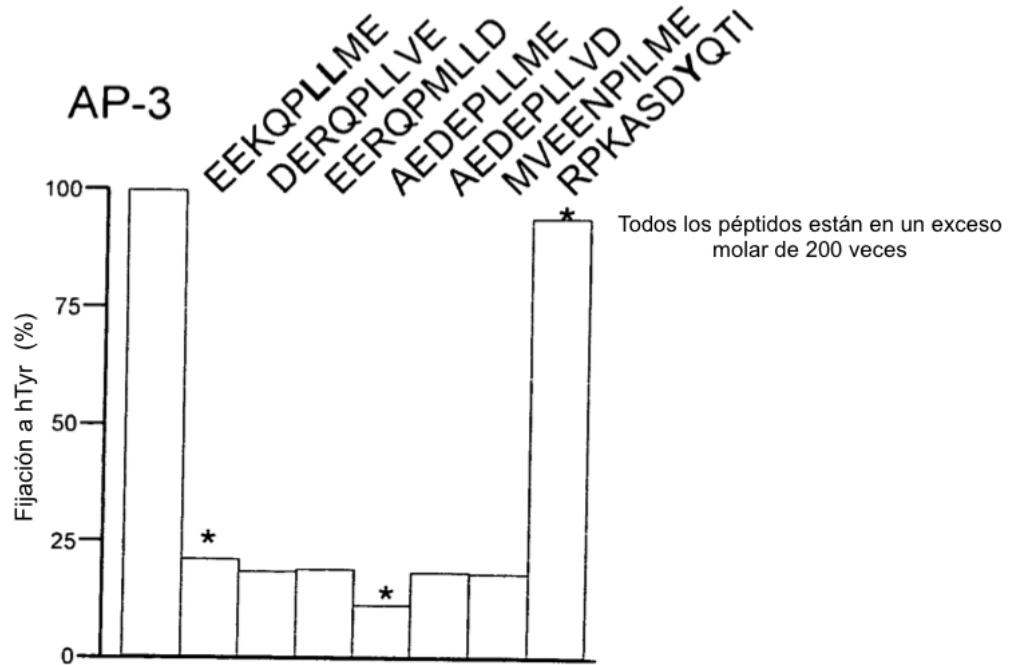 AP-3
EEKQPLLME
DERQPLLVE
EERQPMLLD
AEDEPLLME
AEDEPLLVD
MVEENPILME
RPKASDYQTI
100
75
50
25
0
Fijación a hTyr (%)
*
*
*
Todos los péptidos están en un exceso
molar de 200 veces